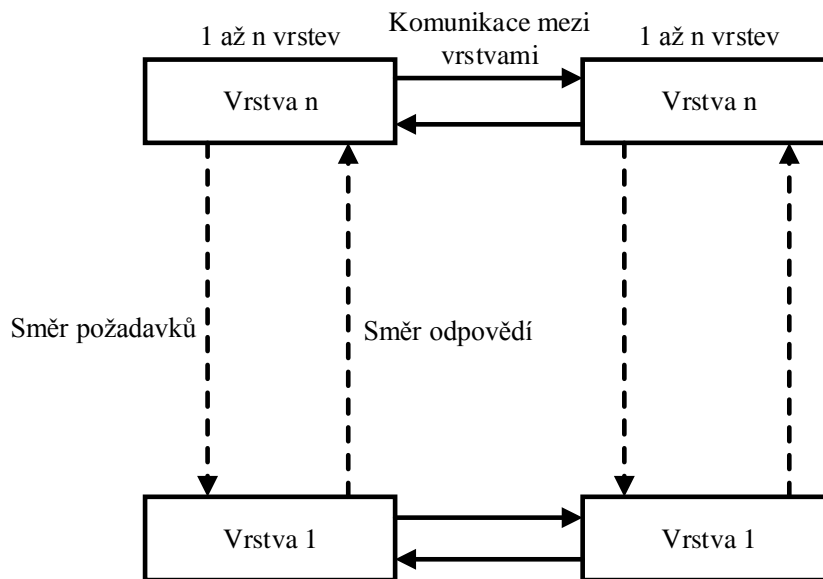 1 až n vrstev
Komunikace mezi
vrstvami
1 až n vrstev
Vrstva n
Vrstva n
Směr požadavků
Směr odpovědí
Vrstva 1
Vrstva 1